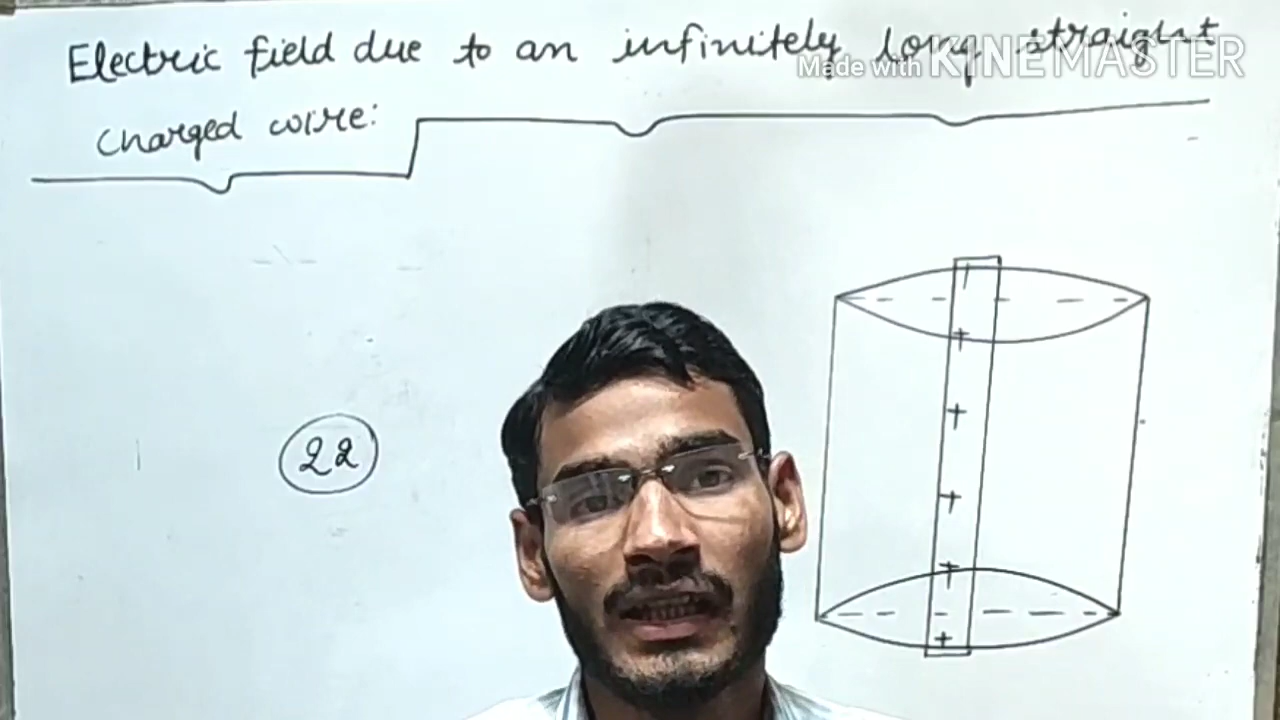 Electric field due to an infinitely long straight
Made with KINEMASTER
charged wire:
22